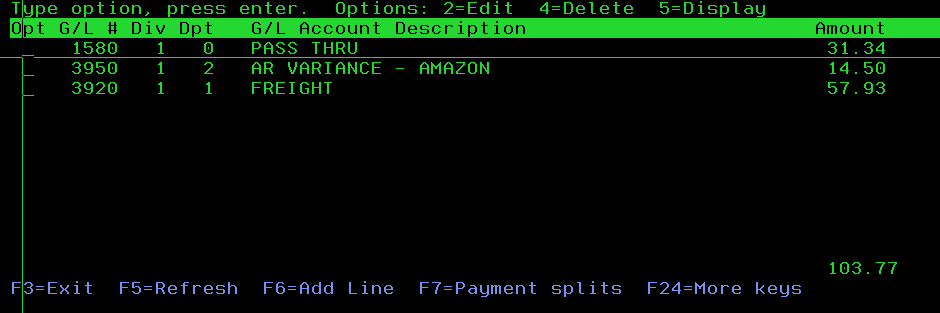 Type option, press enter.  Options: 2=Edit  4=Delete  5=Display
Opt G/L # Div Dpt   G/L Account Description                        Amount
 _   1580   1   0   PASS THRU                                       31.34
 _   3950   1   2   AR VARIANCE - AMAZON                            14.50
 _   3920   1   1   FREIGHT                                         57.93
103.77
F3=Exit  F5=Refresh  F6=Add Line  F7=Payment splits  F24=More keys